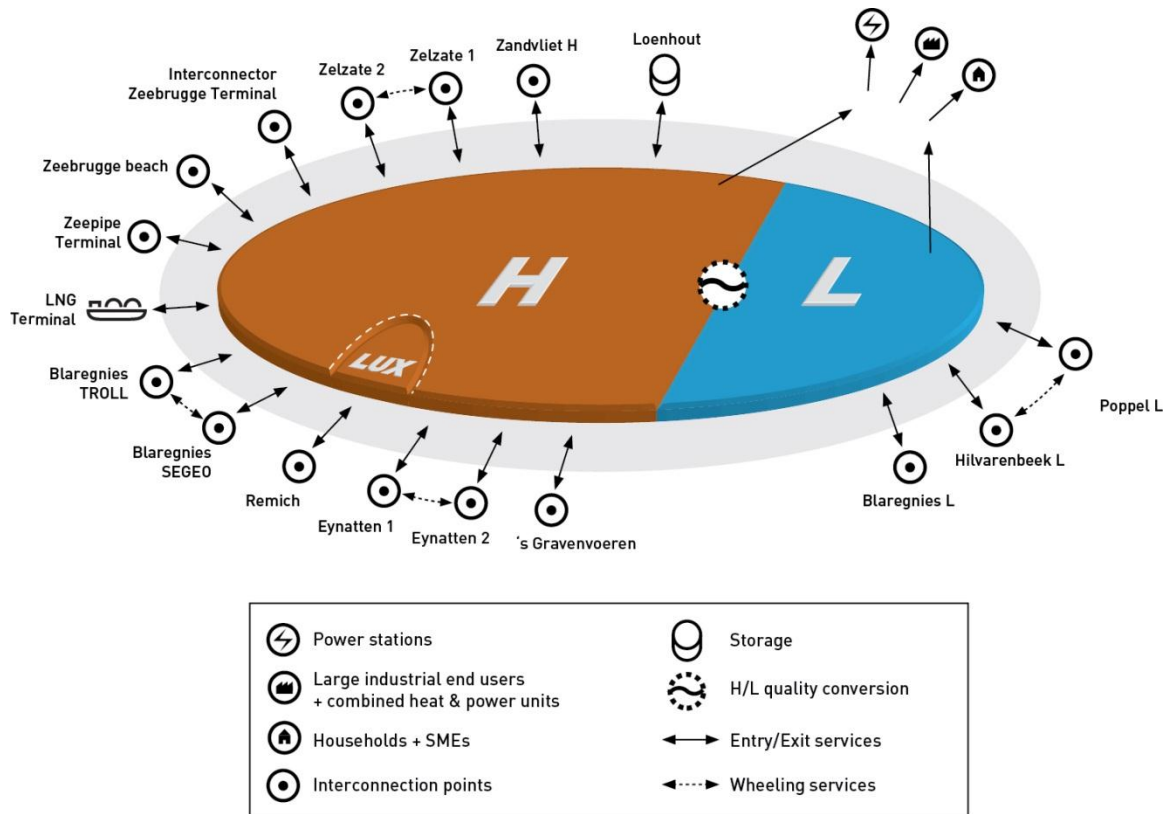 Zelzate 2
Zelzate 1
Zandvliet H
Loenhout
Interconnector
Zeebrugge Terminal
Zeebrugge beach
Zeepipe
Terminal
LNG
Terminal
Blaregnies
TROLL
Blaregnies
SEGEO
Remich
Eynatten 1
Eynatten 2
's Gravenvoeren
Blaregnies L
Hilvarenbeek L
Poppel L
H
L
LUX
Power stations
Large industrial end users
+ combined heat & power units
Households + SMEs
Interconnection points
Storage
H/L quality conversion
Entry/Exit services
Wheeling services